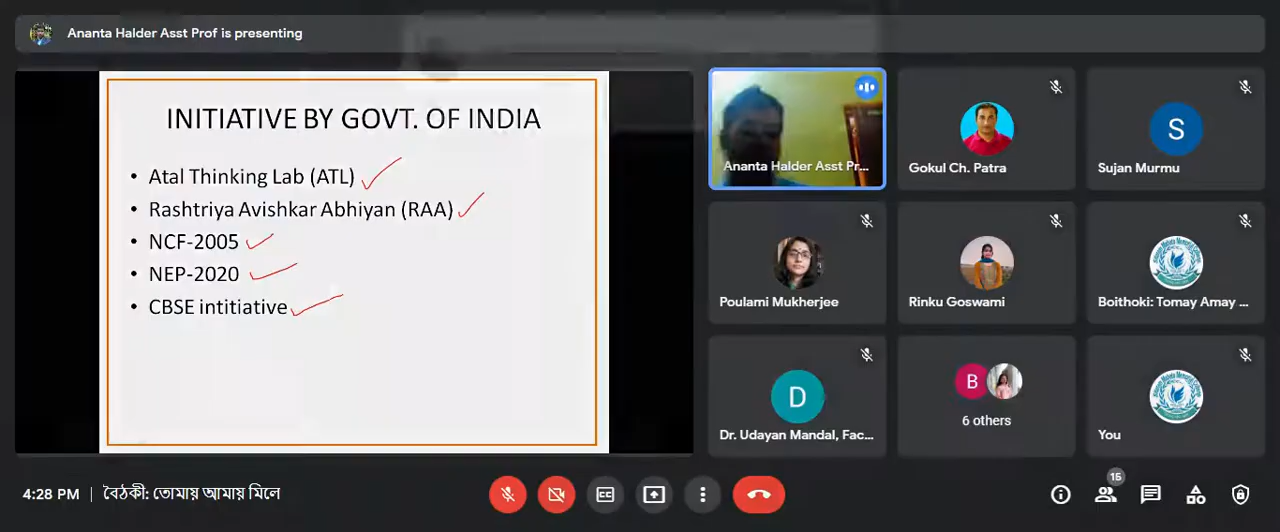 Ananta Halder Asst Prof is presenting
INITIATIVE BY GOVT. OF INDIA
• Atal Thinking Lab (ATL)
• Rashtriya Avishkar Abhiyan (RAA)
• NCF-2005
• NEP-2020
• CBSE intitiative
Ananta Halder Asst Pr...
Gokul Ch. Patra
S
Sujan Murmu
Poulami Mukherjee
Rinku Goswami
Boithoki: Tomay Amay ...
D
Dr. Udayan Mandal, Fac...
B
6 others
You
4:28 PM | বৈঠকী: তোমায় আমায় মিলে
CC
15